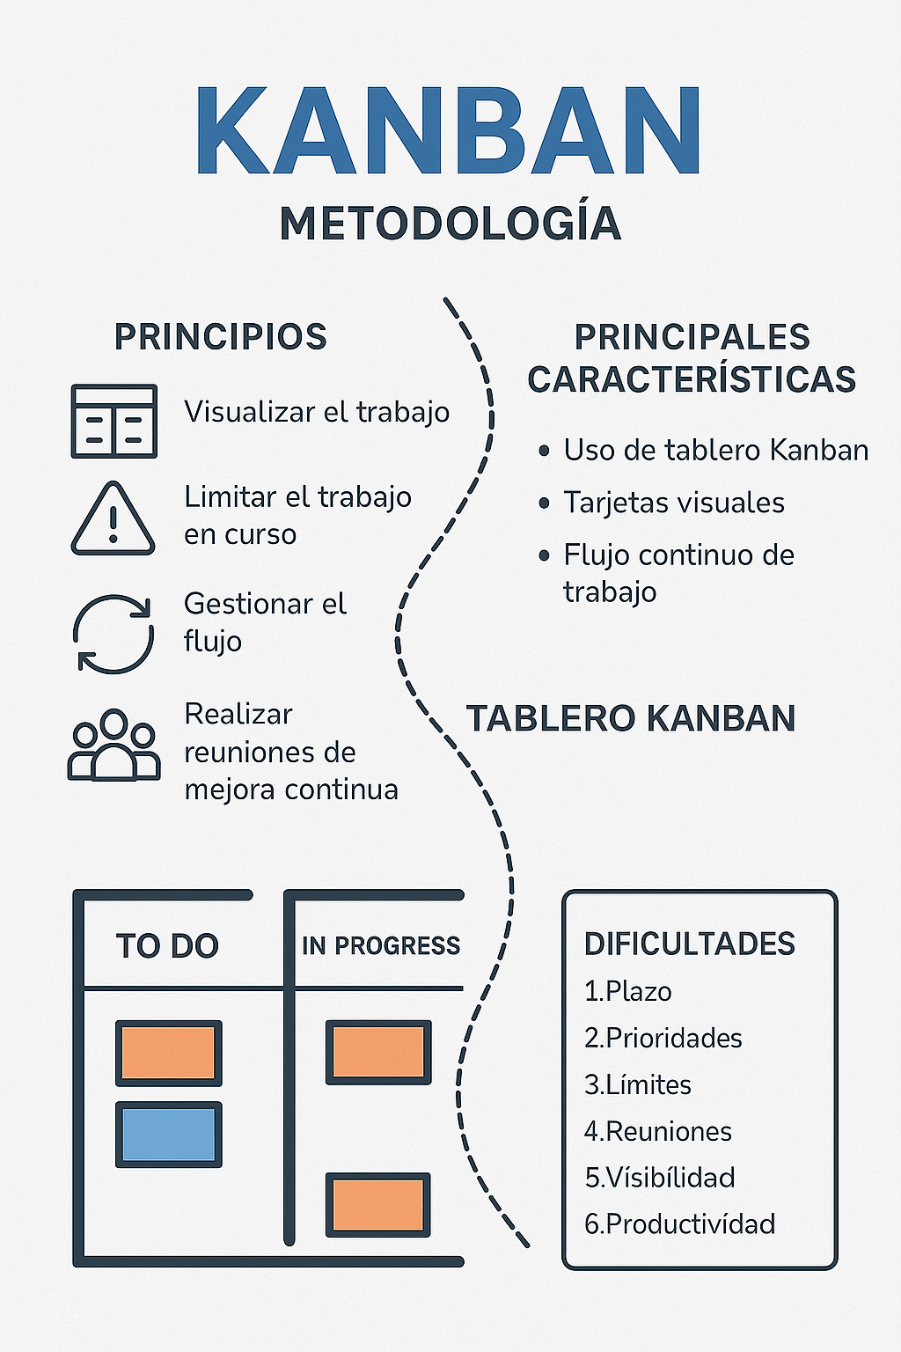 KANBAN
METODOLOGÍA
PRINCIPIOS
Visualizar el trabajo
Limitar el trabajo
en curso
Gestionar el
flujo
Realizar
reuniones de
mejora continua
PRINCIPALES
CARACTERÍSTICAS
• Uso de tablero Kanban
• Tarjetas visuales
• Flujo continuo de
trabajo
TABLERO KANBAN
TO DO
IN PROGRESS
DIFICULTADES
1.Plazo
2.Prioridades
3.Límites
4.Reuniones
5.Vísibílidad
6.Productivídad